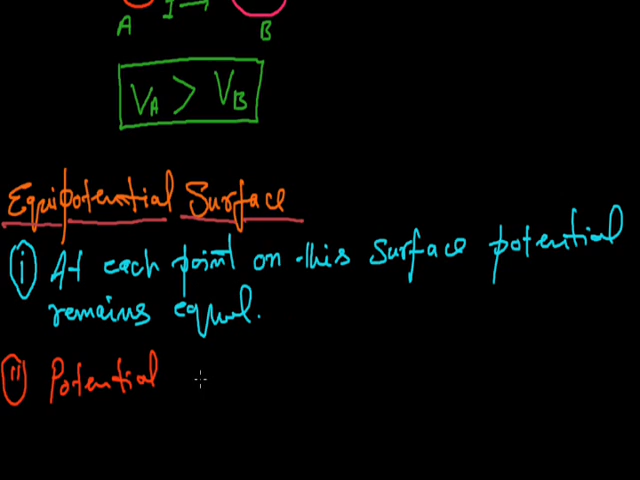 A I → B
VA > VB
Equipotential Surface
(i) At each point on this surface potential
remains equal.
(ii) Potential